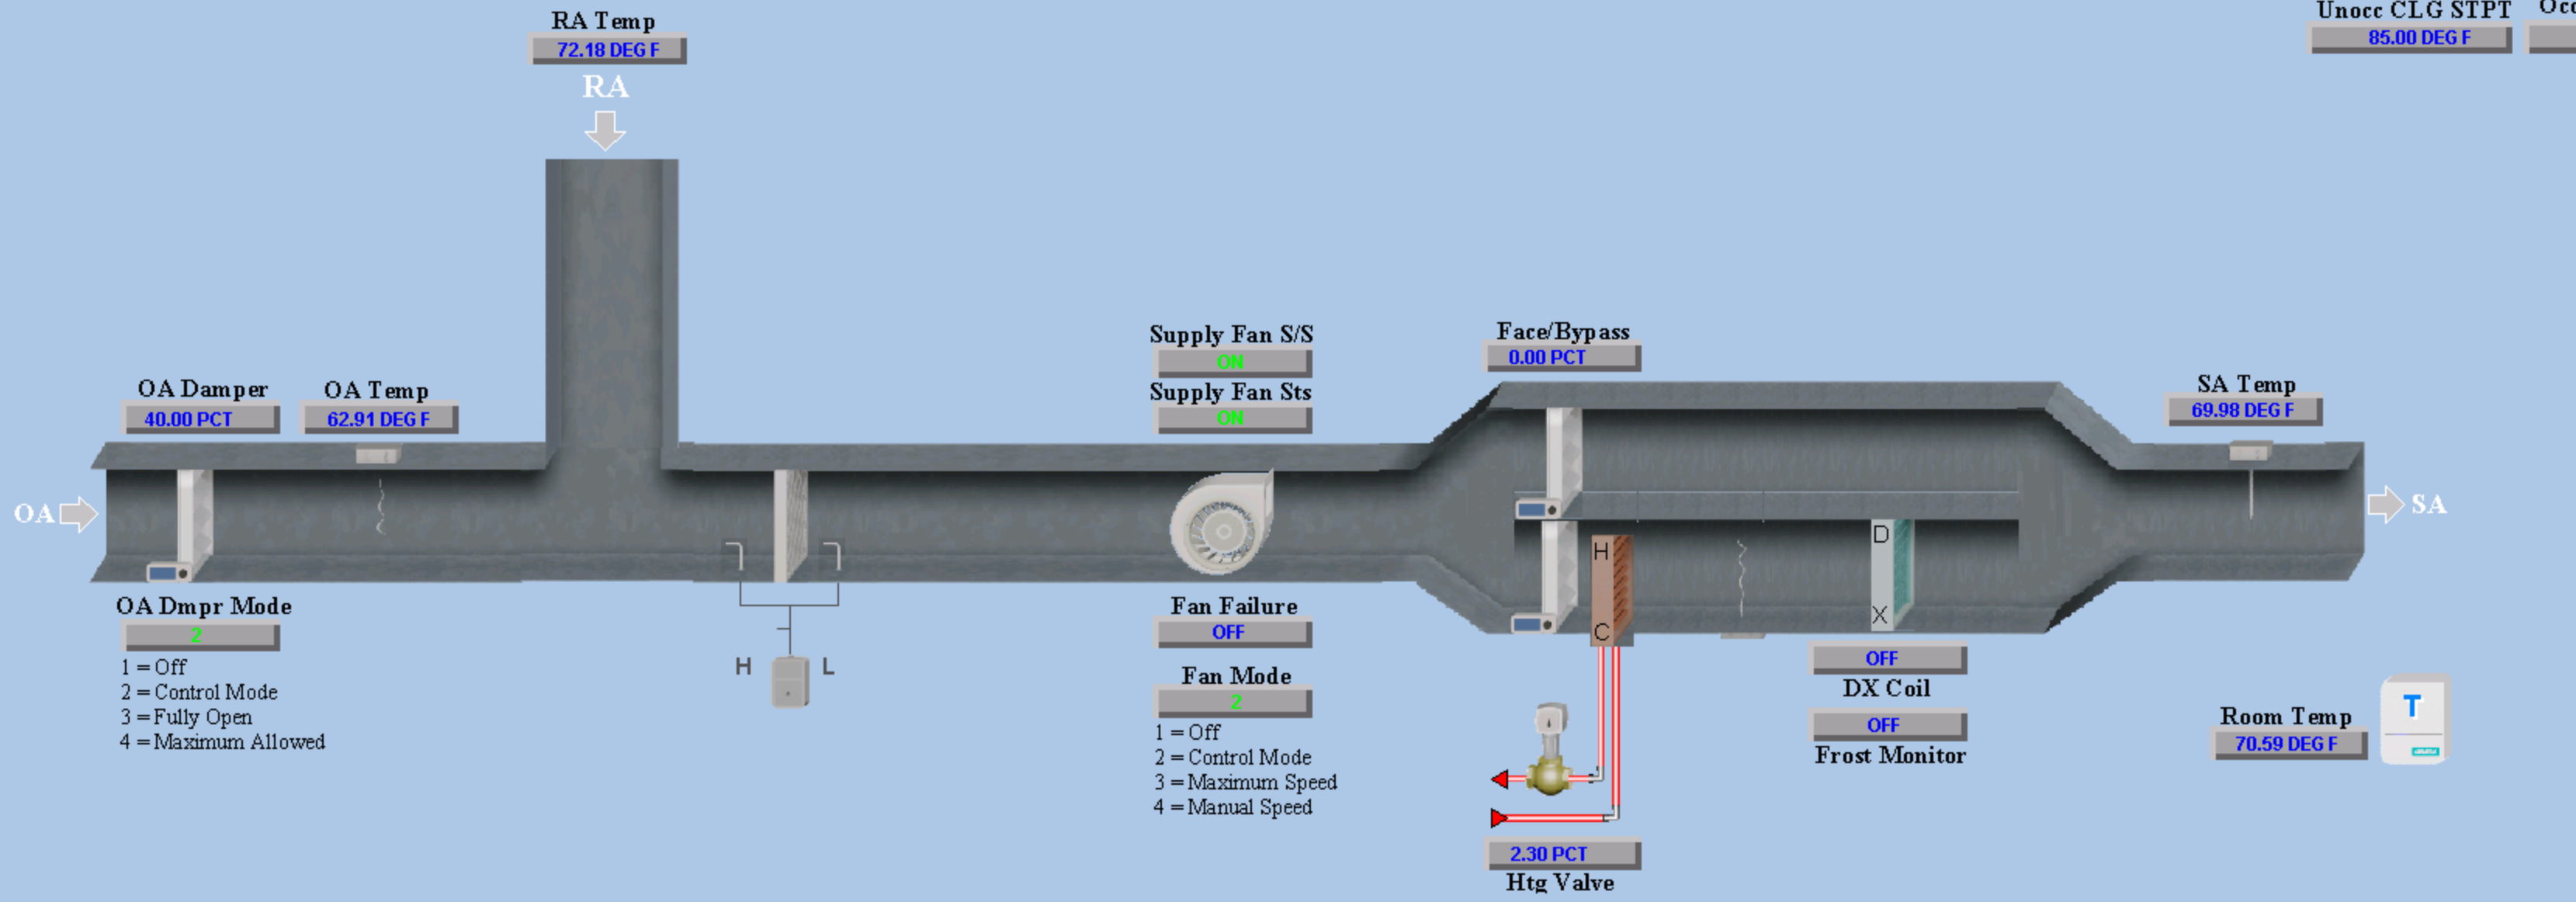 Unocc CLG STPT
85.00 DEG F
RA Temp
72.18 DEG F
RA
Supply Fan S/S
ON
Supply Fan Sts
ON
Face/Bypass
0.00 PCT
OA Damper
40.00 PCT
OA Temp
62.91 DEG F
SA Temp
69.98 DEG F
OA
SA
D
X
H
C
OA Dmpr Mode
2
1 = Off
2 = Control Mode
3 = Fully Open
4 = Maximum Allowed
H
L
Fan Failure
OFF
Fan Mode
2
1 = Off
2 = Control Mode
3 = Maximum Speed
4 = Manual Speed
OFF
DX Coil
OFF
Frost Monitor
T
Room Temp
70.59 DEG F
2.30 PCT
Htg Valve